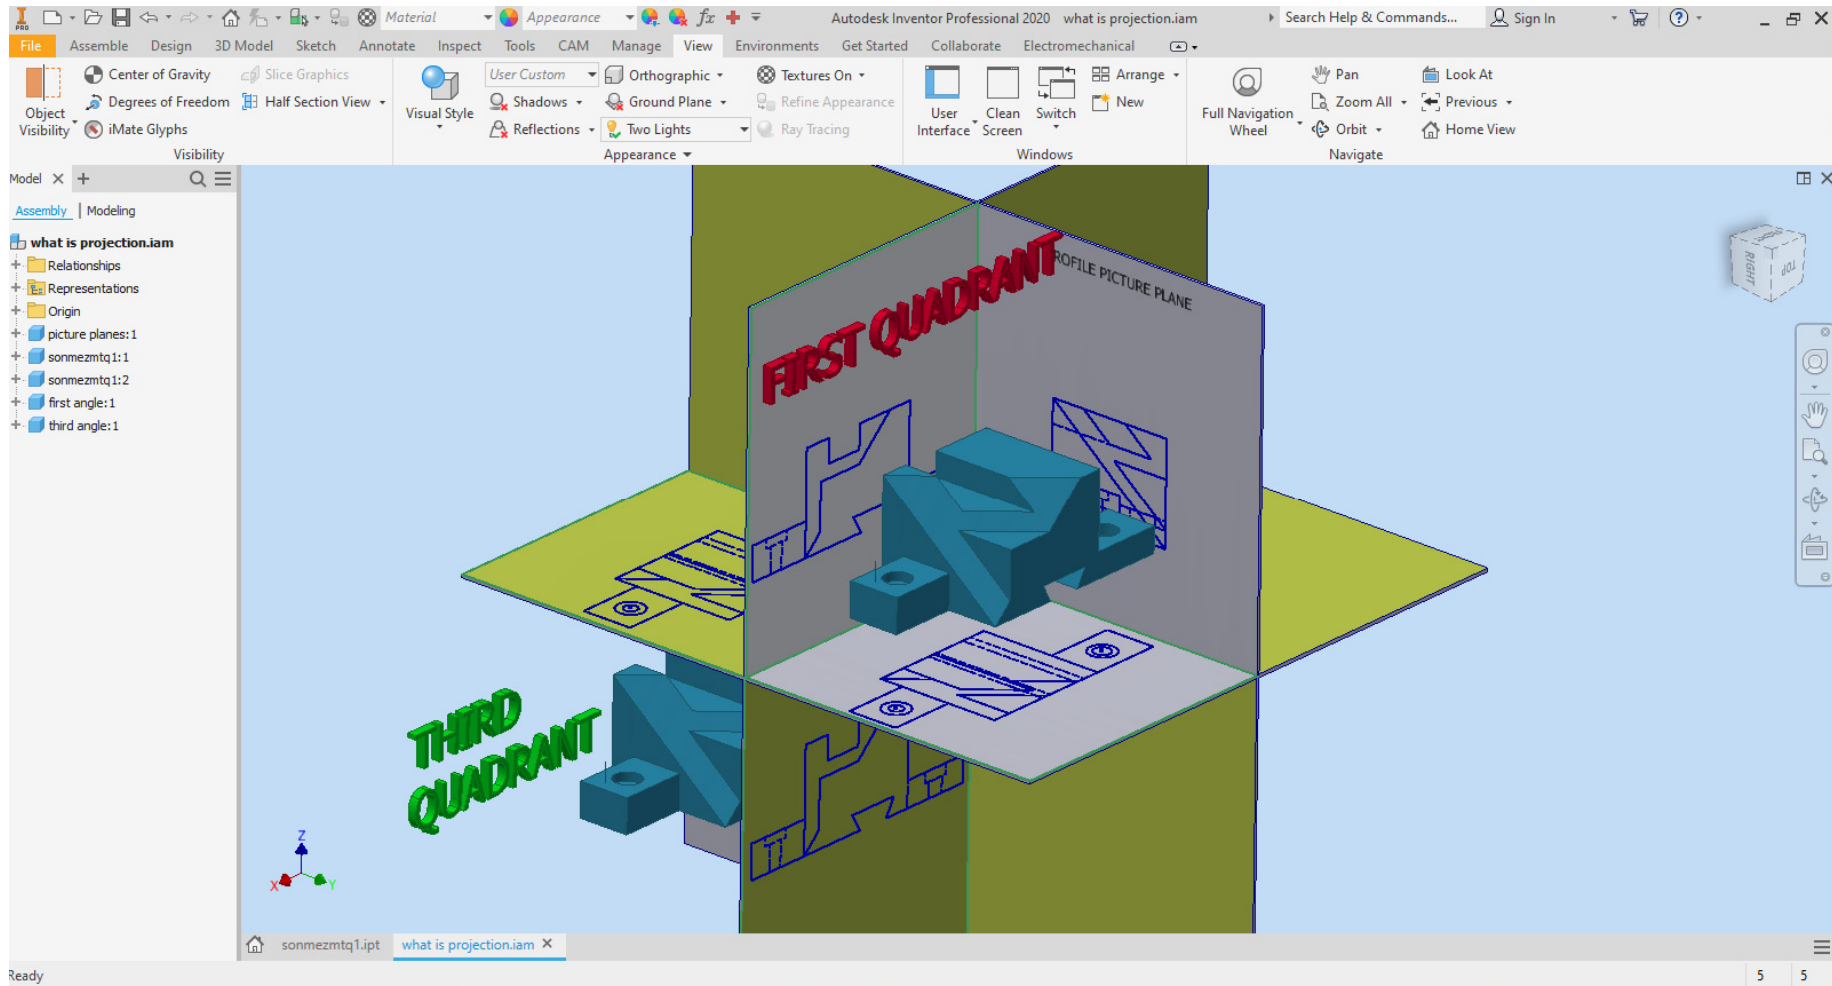 PRO
Material
Appearance
fx
Autodesk Inventor Professional 2020 what is projection.iam
Search Help & Commands...
Sign In
File Assemble Design 3D Model Sketch Annotate Inspect Tools CAM Manage View Environments Get Started Collaborate Electromechanical
Object Visibility
Center of Gravity
Degrees of Freedom
iMate Glyphs
Slice Graphics
Half Section View
Visibility
Visual Style
User Custom
Shadows
Reflections
Orthographic
Ground Plane
Two Lights
Textures On
Refine Appearance
Ray Tracing
Appearance
User Interface
Clean Screen
Switch
Arrange
New
Windows
Full Navigation Wheel
Pan
Zoom All
Orbit
Look At
Previous
Home View
Navigate
Model
Assembly | Modeling
what is projection.iam
Relationships
Representations
Origin
picture planes:1
sonmezmtq1:1
sonmezmtq1:2
first angle:1
third angle:1
FIRST QUADRANT
ROFILE PICTURE PLANE
THIRD
QUADRANT
RIGHT
TOP
Z
X
Y
sonmezmtq1.ipt
what is projection.iam
Ready
5 5